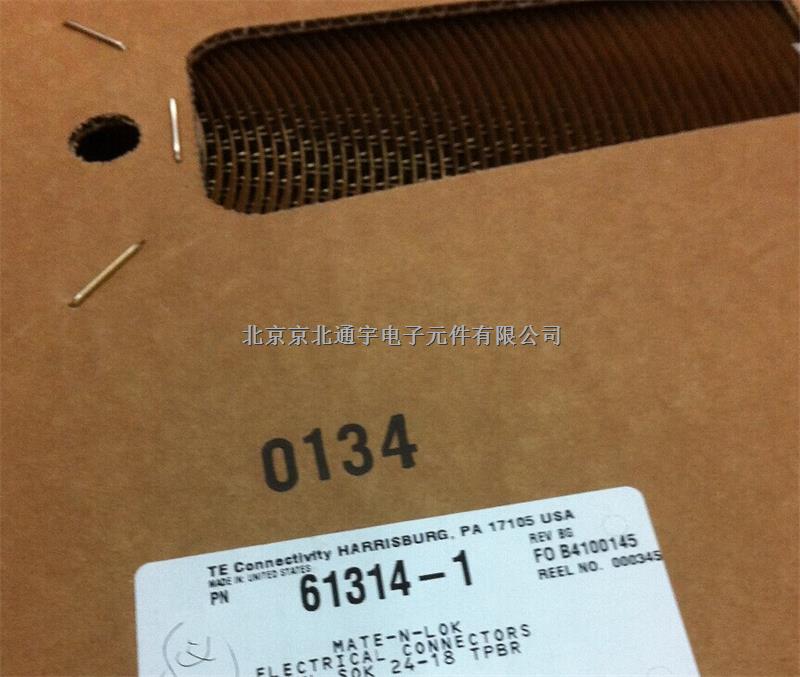 北京京北通宇电子元件有限公司
0134
TE Connectivity HARRISBURG, PA 17105 USA
MADE IN: UNITED STATES
REV BG
PN 61314-1
FO B4100145
REEL NO. 000345
MATE-N-LOK
ELECTRICAL CONNECTORS
SOK 24-18 TPBR